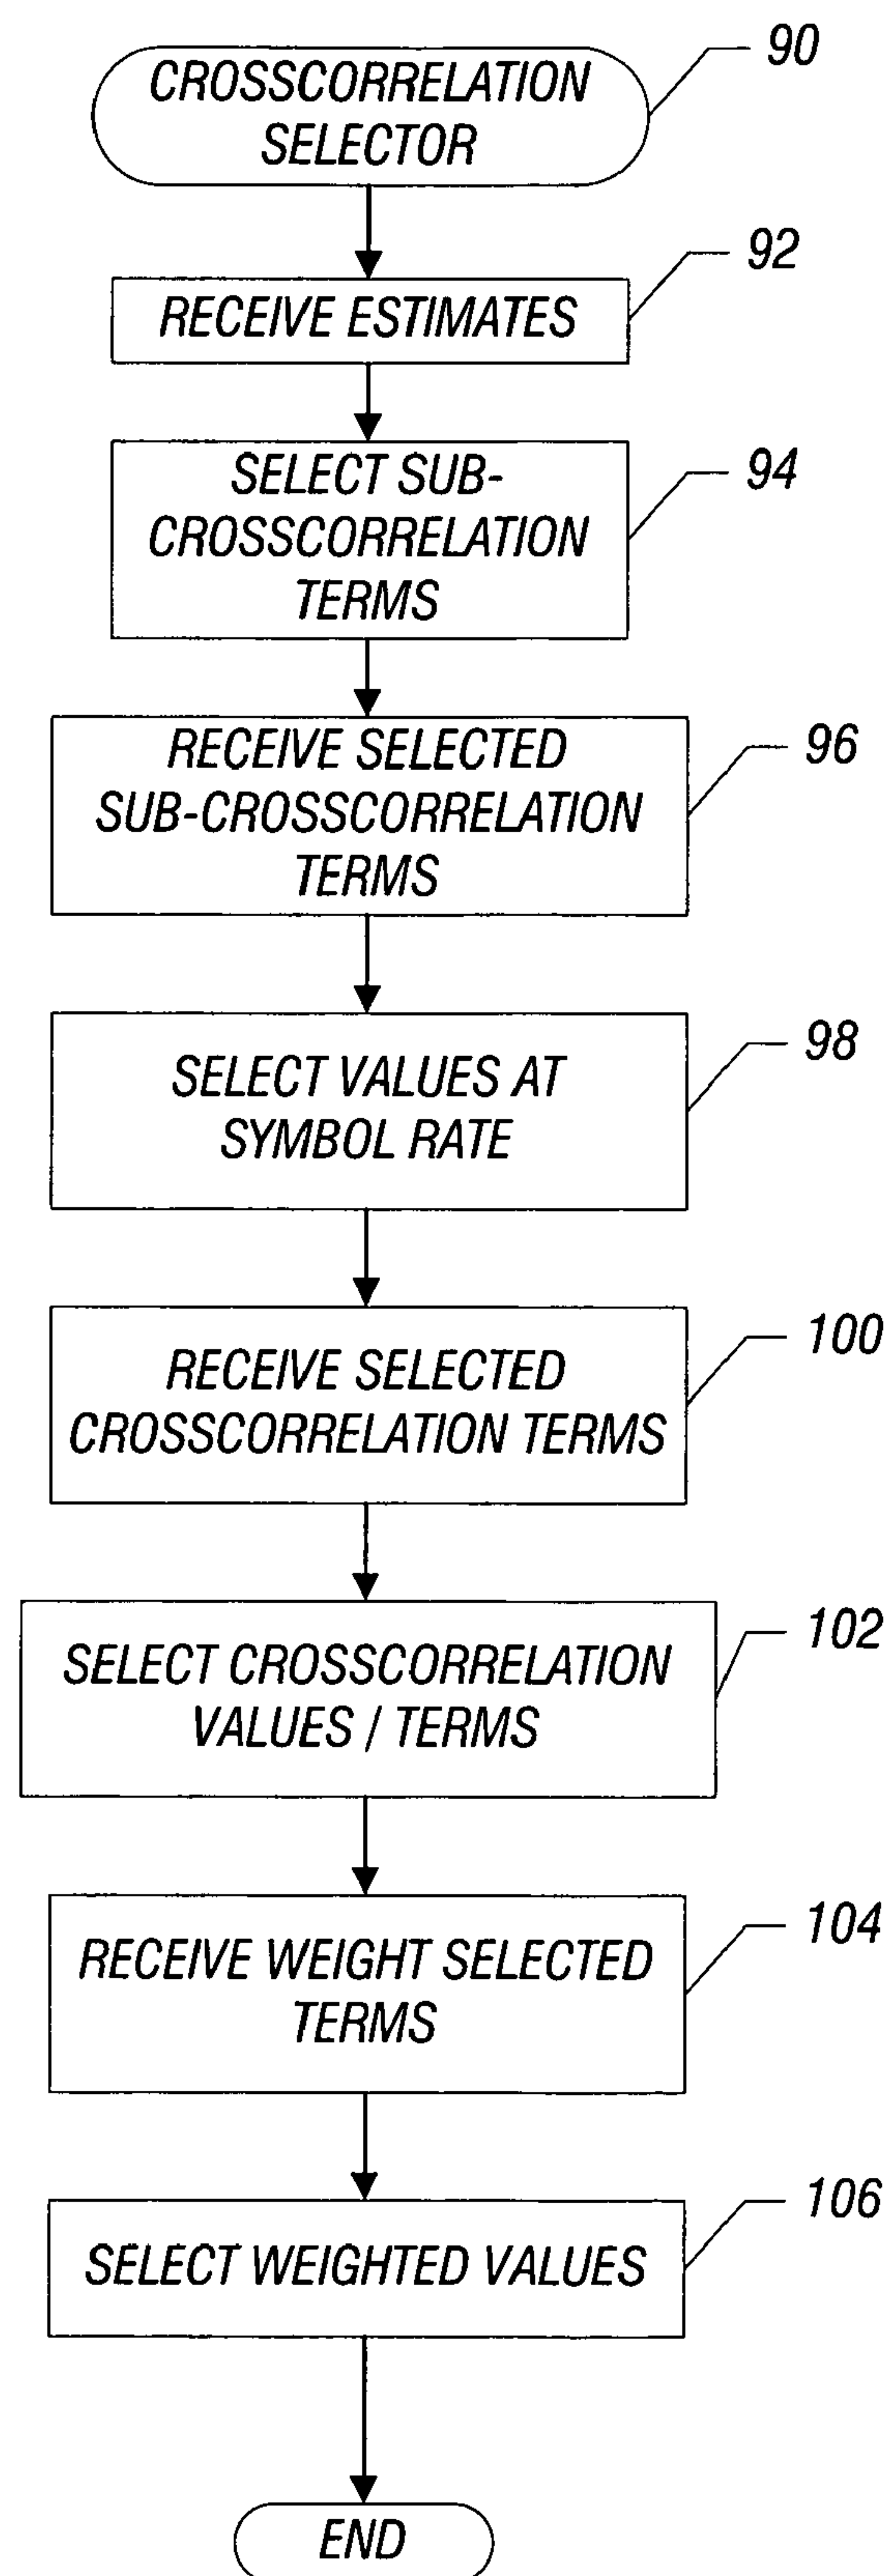 CROSSCORRELATION
SELECTOR
90
RECEIVE ESTIMATES
92
SELECT SUB-
CROSSCORRELATION
TERMS
94
RECEIVE SELECTED
SUB-CROSSCORRELATION
TERMS
96
SELECT VALUES AT
SYMBOL RATE
98
RECEIVE SELECTED
CROSSCORRELATION TERMS
100
SELECT CROSSCORRELATION
VALUES / TERMS
102
RECEIVE WEIGHT SELECTED
TERMS
104
SELECT WEIGHTED VALUES
106
END